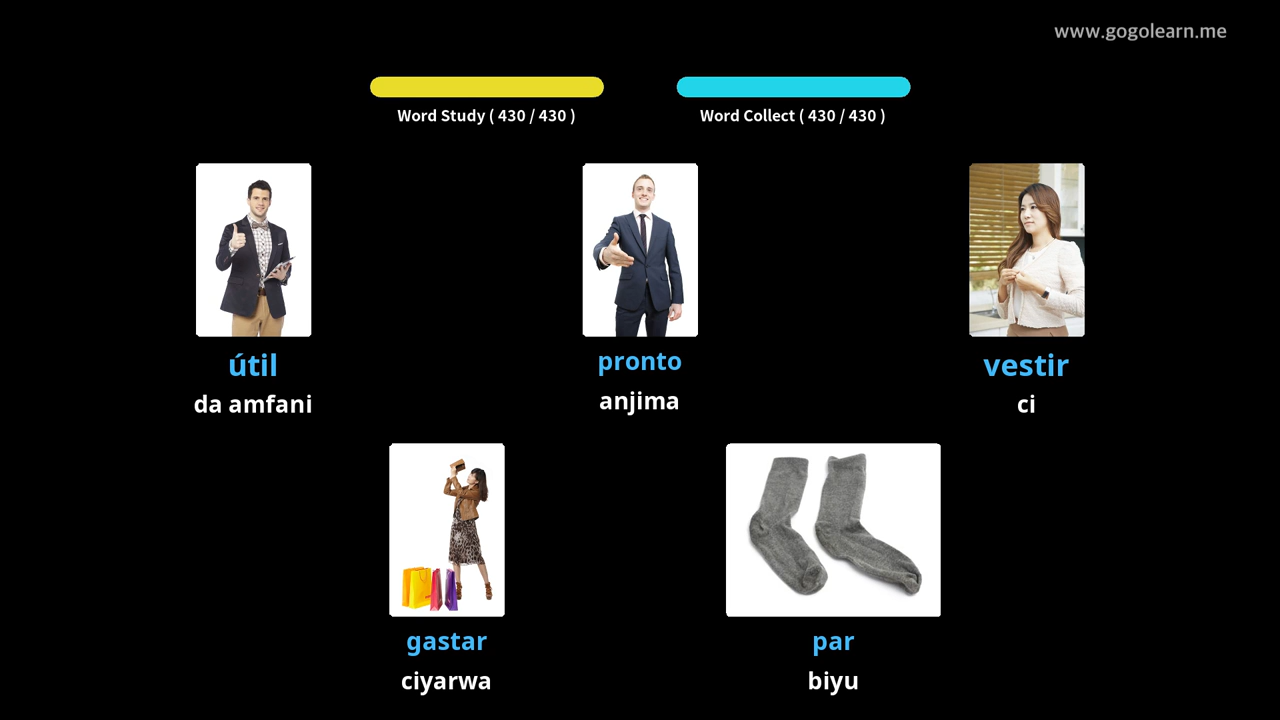 www.gogolearn.me
Word Study ( 430 / 430 )
Word Collect ( 430 / 430 )
útil
da amfani
pronto
anjima
vestir
ci
gastar
ciyarwa
par
biyu